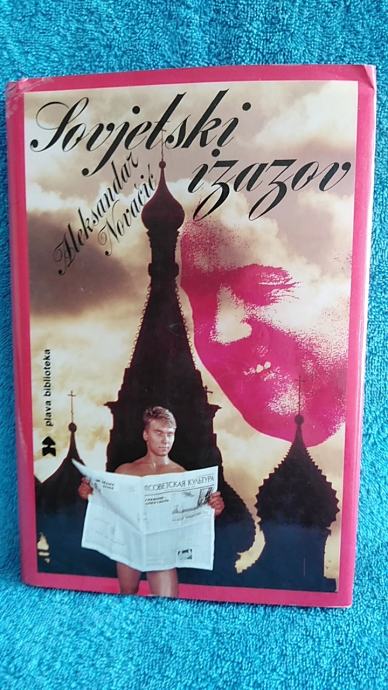 Sovjetski
izazov
Aleksandar
Novačić
plava biblioteka
СОВЕТСКАЯ КУЛЬТУРА